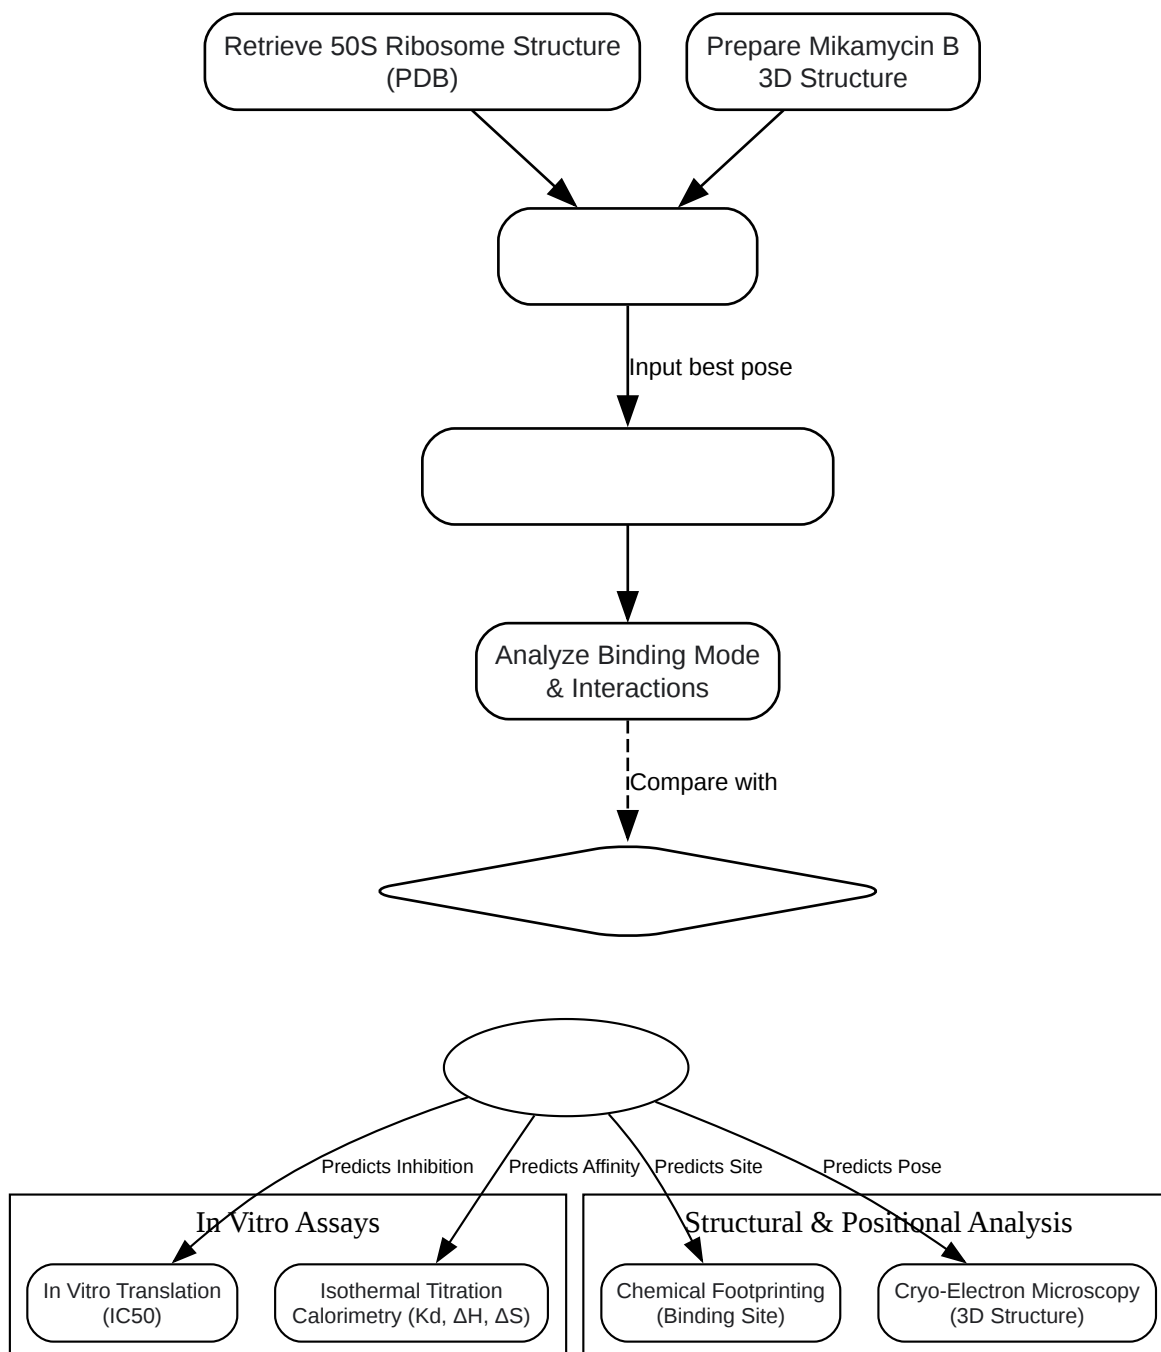 Retrieve 50S Ribosome Structure
(PDB)
Prepare Mikamycin B
3D Structure
Input best pose
Analyze Binding Mode
& Interactions
Compare with
Predicts Inhibition
Predicts Affinity
Predicts Site
Predicts Pose
In Vitro Assays
Structural & Positional Analysis
In Vitro Translation
(IC50)
Isothermal Titration
Calorimetry (Kd, ΔH, ΔS)
Chemical Footprinting
(Binding Site)
Cryo-Electron Microscopy
(3D Structure)